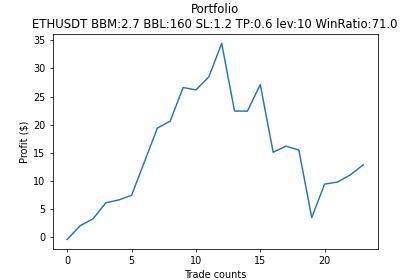 Portfolio
ETHUSDT BBM:2.7 BBL:160 SL:1.2 TP:0.6 lev:10 WinRatio:71.0
35
30
25
20
15
10
5
0
Profit ($)
0 5 10 15 20
Trade counts